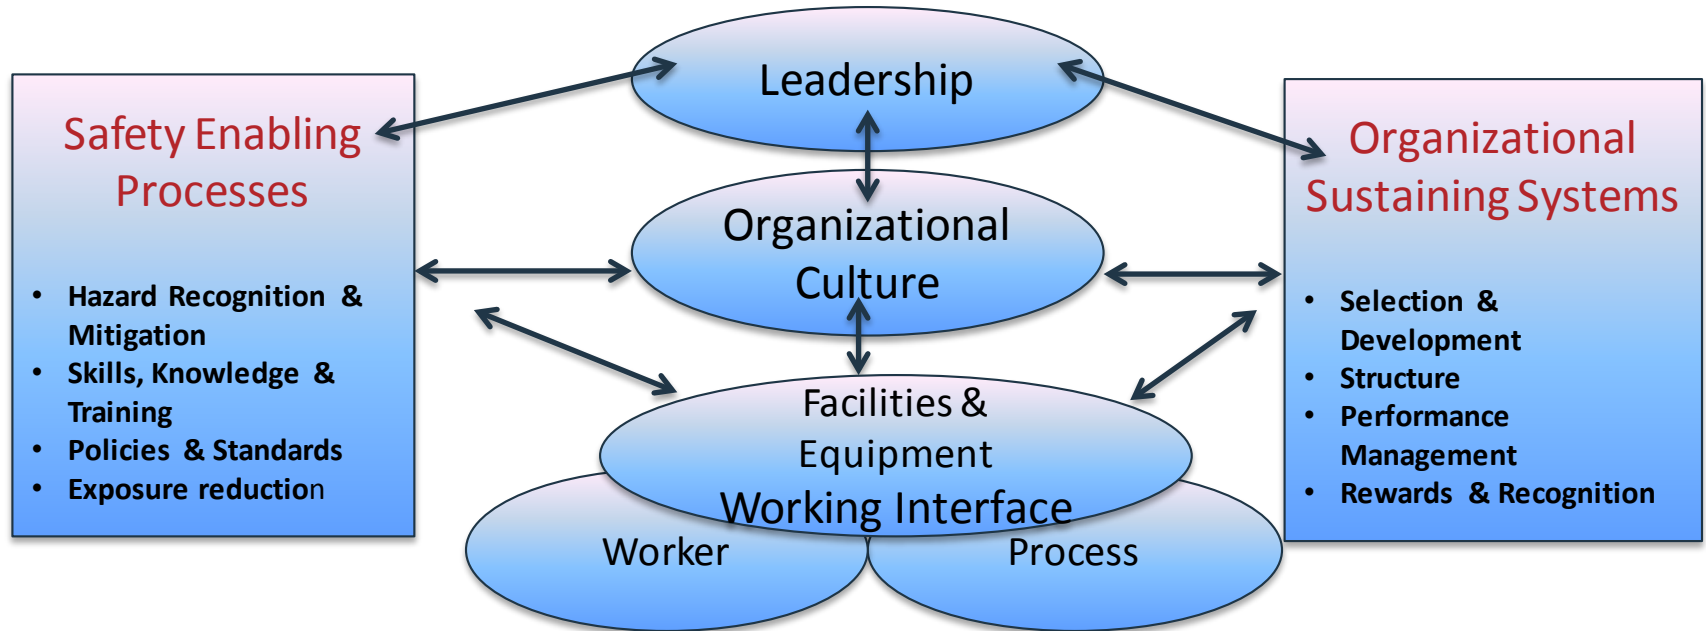 Leadership
Safety Enabling
Processes
• Hazard Recognition &
Mitigation
• Skills, Knowledge &
Training
• Policies & Standards
• Exposure reduction
Organizational
Culture
Facilities &
Equipment
Working Interface
Worker
Process
Organizational
Sustaining Systems
• Selection &
Development
• Structure
• Performance
Management
• Rewards & Recognition